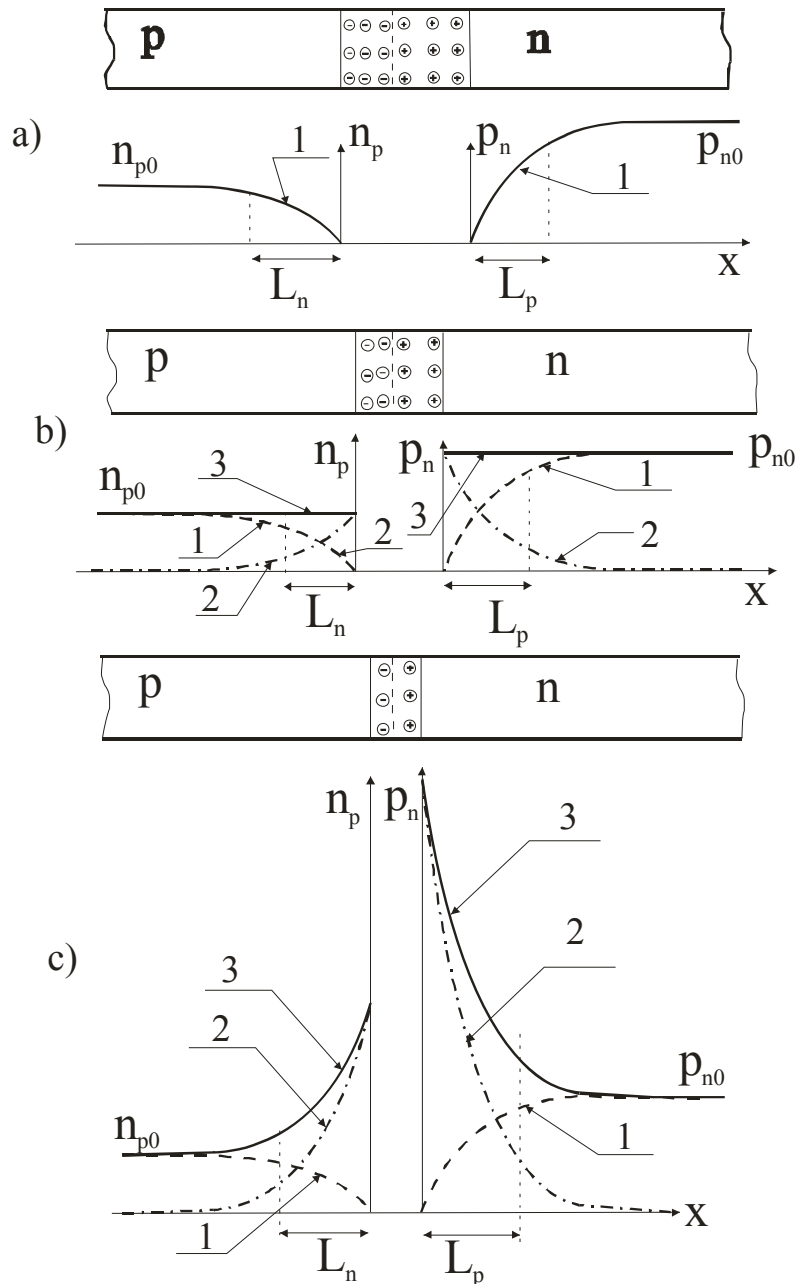 p n
a)
1 n_p p_n
n_p0 p_n0
1
L_n L_p x
p n
b)
n_p p_n
3 1 p_n0
n_p0
1 2 3 2
2
L_n L_p x
p n
n_p p_n
3
c)
3 2
2
p_n0
n_p0 1
1 L_n L_p x